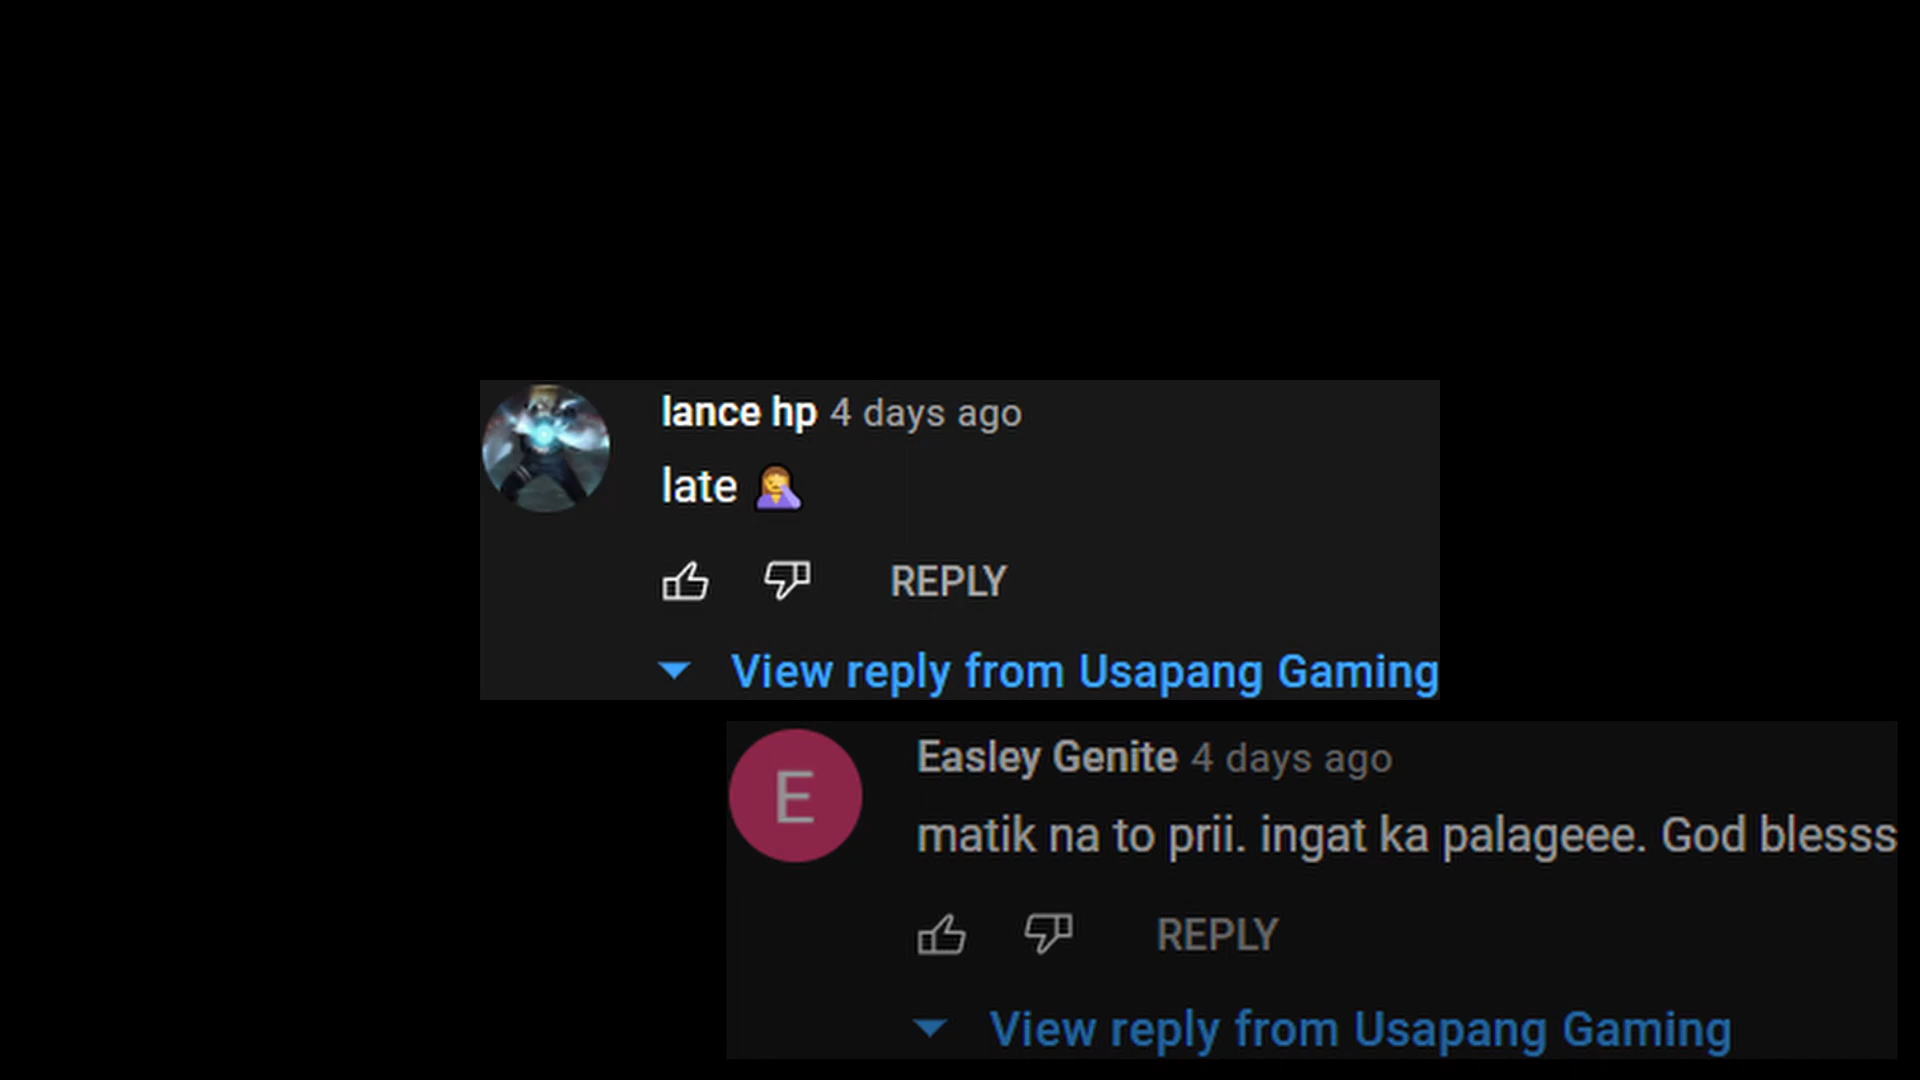 lance hp 4 days ago
late 🤦‍♀️
REPLY
View reply from Usapang Gaming
E
Easley Genite 4 days ago
matik na to prii. ingat ka palageee. God blesss
REPLY
View reply from Usapang Gaming